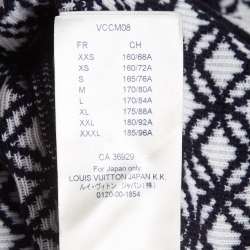 VCCM08
FR CH
XXS 160/68A
XS 160/72A
S 165/76A
M 170/80A
L 170/84A
XL 175/88A
XXL 180/92A
XXXL 185/96A
CA 36929
For Japan only:
LOUIS VUITTON JAPAN K.K.
ルイ・ヴィトン ジャパン(株)
0120-00-1854